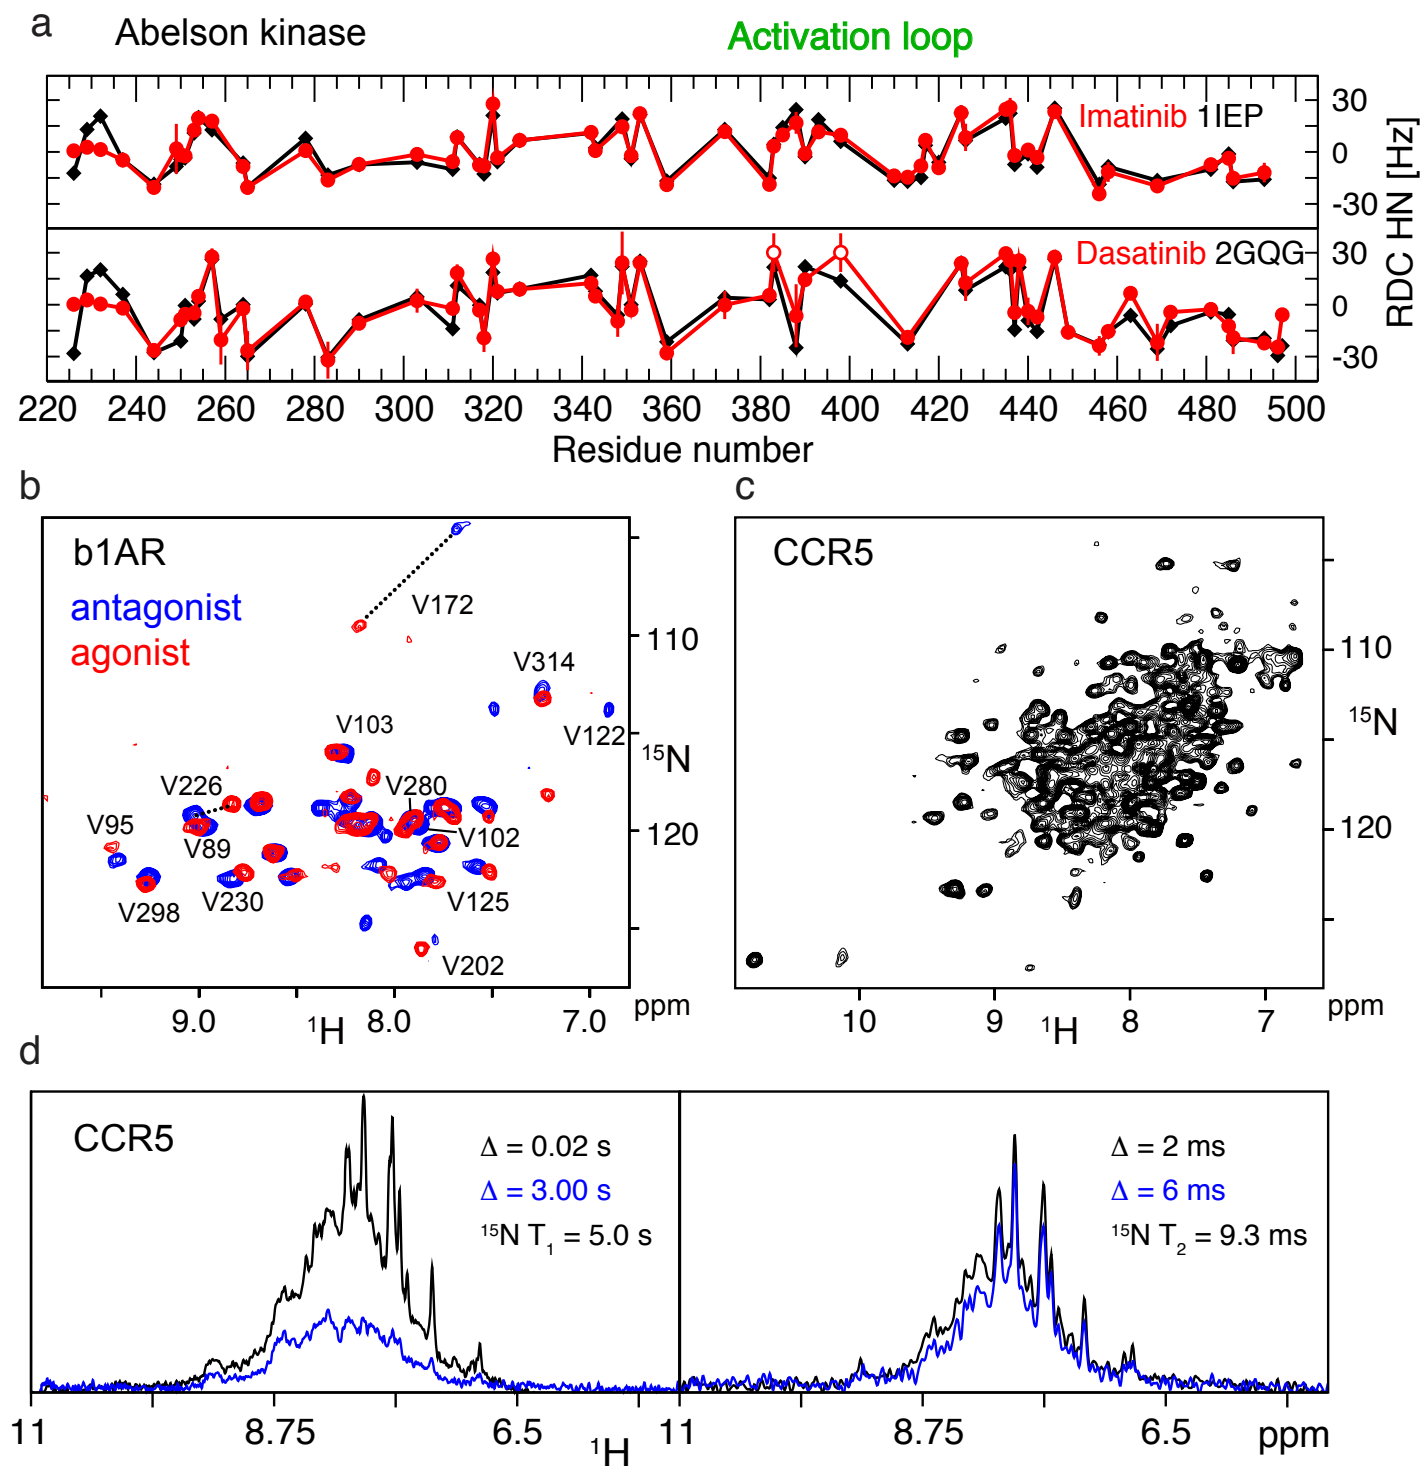 a
Abelson kinase
Activation loop
Imatinib 1IEP
30
0
-30
Dasatinib 2GQG
30
0
-30
RDC HN [Hz]
220 240 260 280 300 320 340 360 380 400 420 440 460 480 500
Residue number
b
b1AR
antagonist
agonist
V172
V314
V122
V103
V226
V280
V95
V89
V102
V298
V230
V125
V202
110
15N
120
9.0 8.0 7.0
1H
ppm
c
CCR5
110
15N
120
10 9 8 7
1H
ppm
d
CCR5
Δ = 0.02 s
Δ = 3.00 s
15N T1 = 5.0 s
Δ = 2 ms
Δ = 6 ms
15N T2 = 9.3 ms
11 8.75 6.5 11 8.75 6.5 ppm
1H